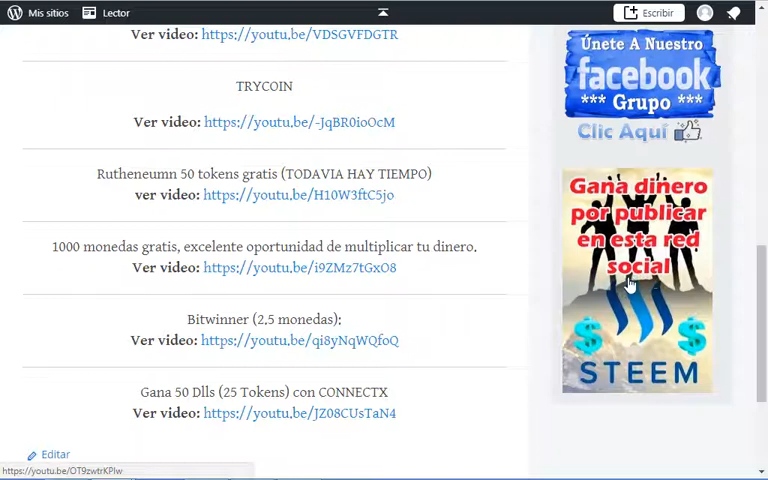 Mis sitios
Lector
Escribir
Ver video: https://youtu.be/VDSGVFDGTR
TRYCOIN
Ver video: https://youtu.be/-JqBR0ioOcM
Rutheneumn 50 tokens gratis (TODAVIA HAY TIEMPO)
ver video: https://youtu.be/H10W3ftC5jo
1000 monedas gratis, excelente oportunidad de multiplicar tu dinero.
Ver video: https://youtu.be/i9ZMz7tGxO8
Bitwinner (2,5 monedas):
Ver video: https://youtu.be/qi8yNqWQfoQ
Gana 50 Dlls (25 Tokens) con CONNECTX
Ver video: https://youtu.be/JZ08CUsTaN4
Editar
https://youtu.be/OT9zwtrKPlw
Únete A Nuestro
facebook
*** Grupo ***
Clic Aquí
Gana dinero
por publicar
en esta red
social
$ $
STEEM